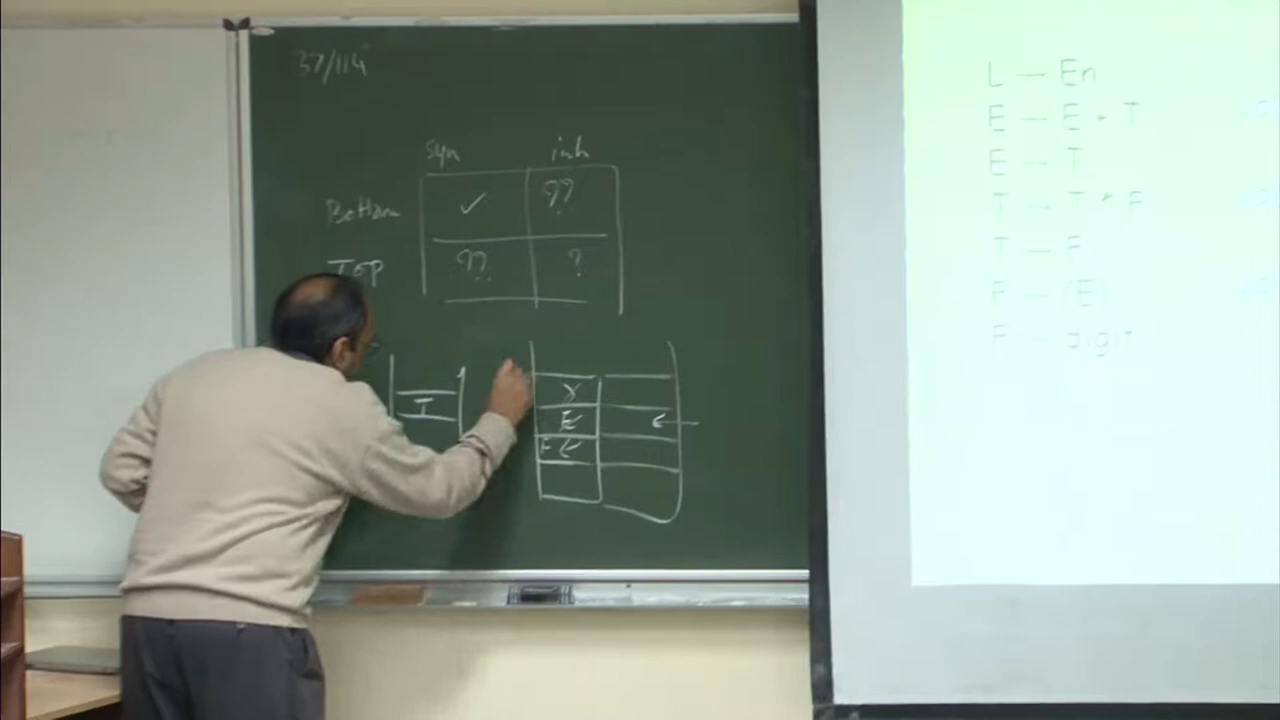 37/114
syn inh
Bottom ✓ ??
Top ?? ?
I
γ
E
L — En
E — E + T
E — T
T — T * F
T — F
F — (E)
F — digit